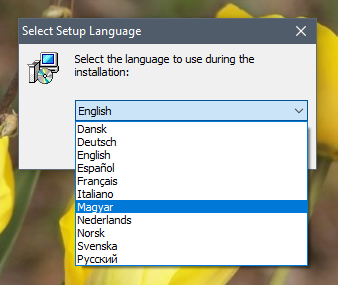 Select Setup Language
Select the language to use during the
installation:
English
Dansk
Deutsch
English
Español
Français
Italiano
Magyar
Nederlands
Norsk
Svenska
Русский